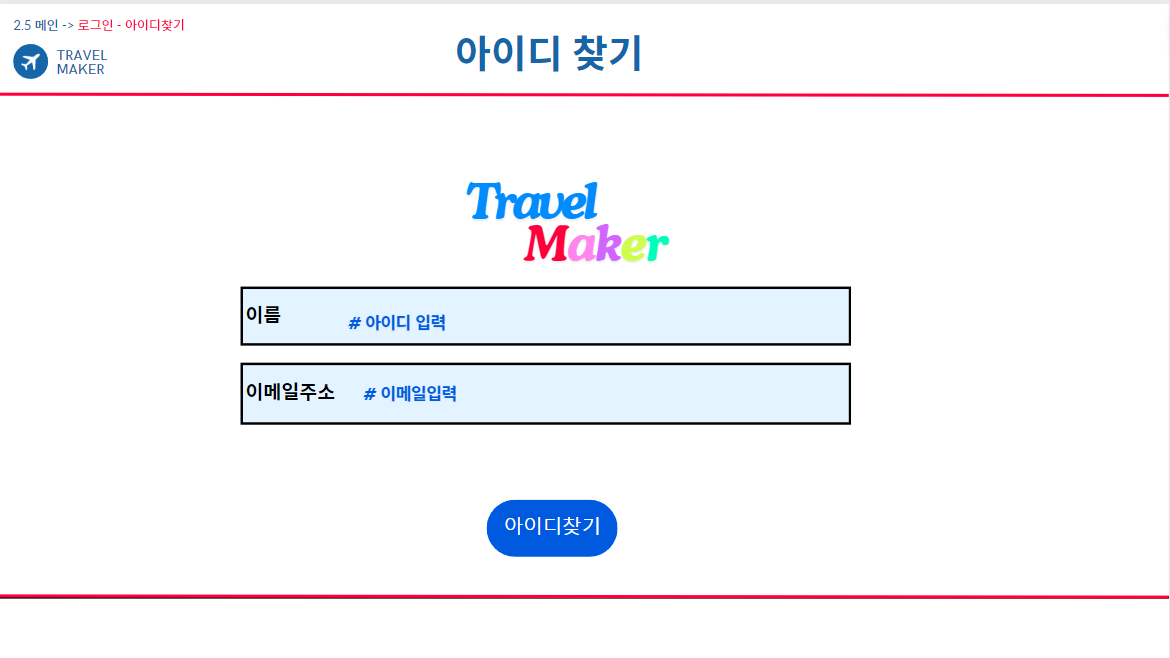 2.5 메인 -> 로그인 - 아이디찾기
TRAVEL
MAKER
아이디 찾기
Travel
Maker
이름 # 아이디 입력
이메일주소 # 이메일입력
아이디찾기